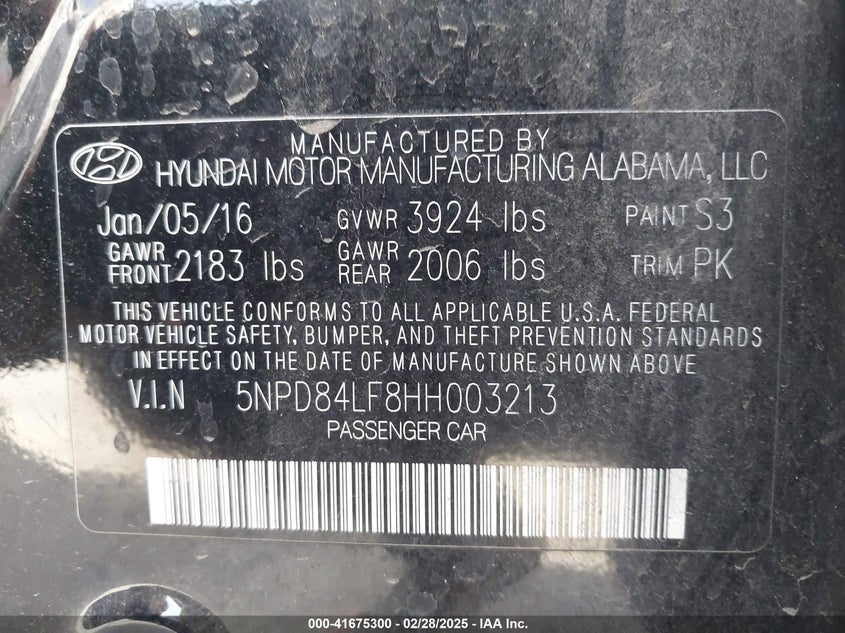 MANUFACTURED BY
HYUNDAI MOTOR MANUFACTURING ALABAMA, LLC
Jan/05/16 GVWR 3924 lbs PAINT S3
GAWR FRONT 2183 lbs GAWR REAR 2006 lbs TRIM PK
THIS VEHICLE CONFORMS TO ALL APPLICABLE U.S.A. FEDERAL
MOTOR VEHICLE SAFETY, BUMPER, AND THEFT PREVENTION STANDARDS
IN EFFECT ON THE DATE OF MANUFACTURE SHOWN ABOVE
V.I.N 5NPD84LF8HH003213
PASSENGER CAR
000-41675300 - 02/28/2025 - IAA Inc.